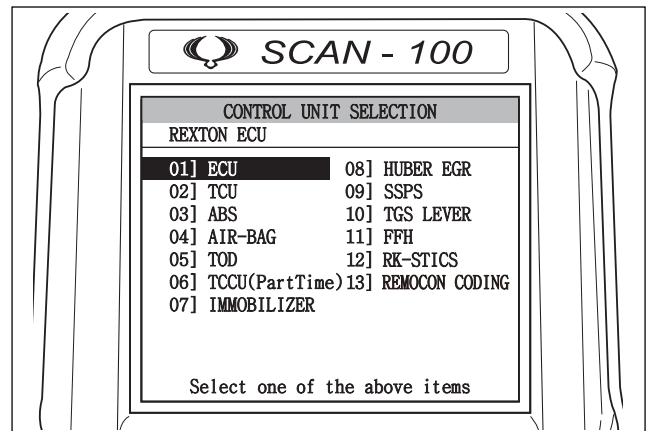 SCAN - 100
CONTROL UNIT SELECTION
REXTON ECU
01] ECU
02] TCU
03] ABS
04] AIR-BAG
05] TOD
06] TCCU(PartTime)
07] IMMOBILIZER
08] HUBER EGR
09] SSPS
10] TGS LEVER
11] FFH
12] RK-STICS
13] REMOCON CODING
Select one of the above items